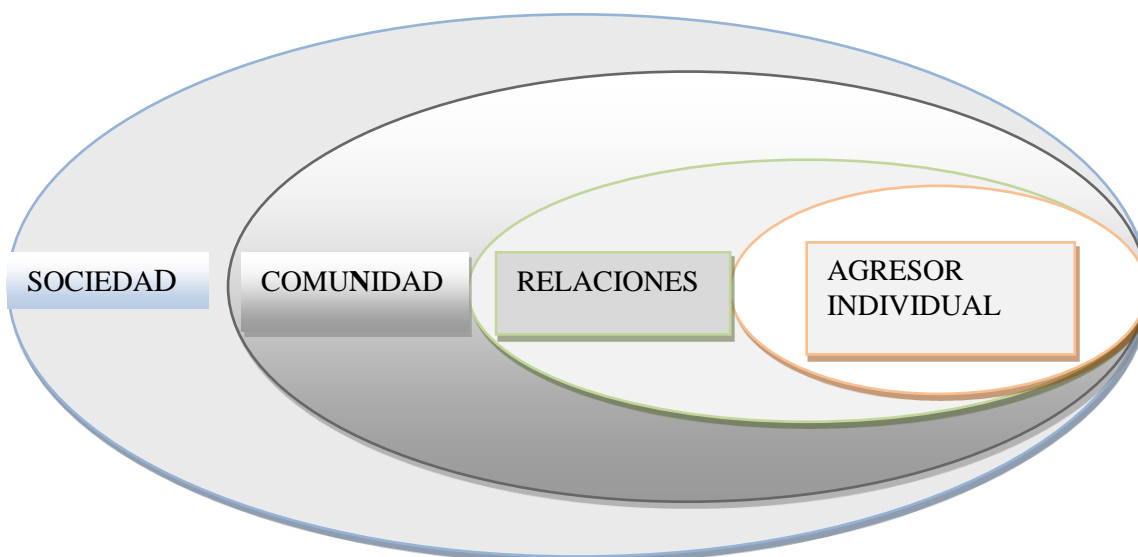 SOCIEDAD
COMUNIDAD
RELACIONES
AGRESOR
INDIVIDUAL